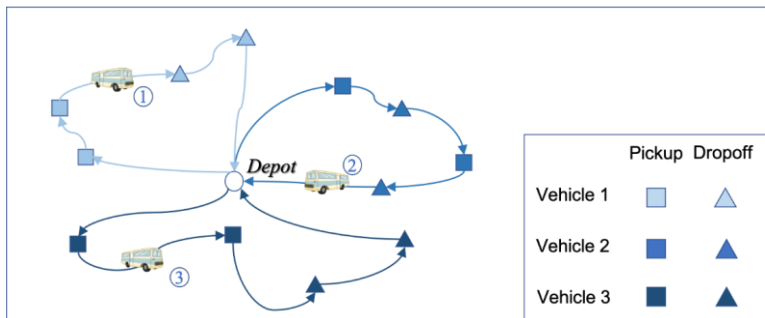 ①
Depot
②
③
Pickup Dropoff
Vehicle 1
Vehicle 2
Vehicle 3